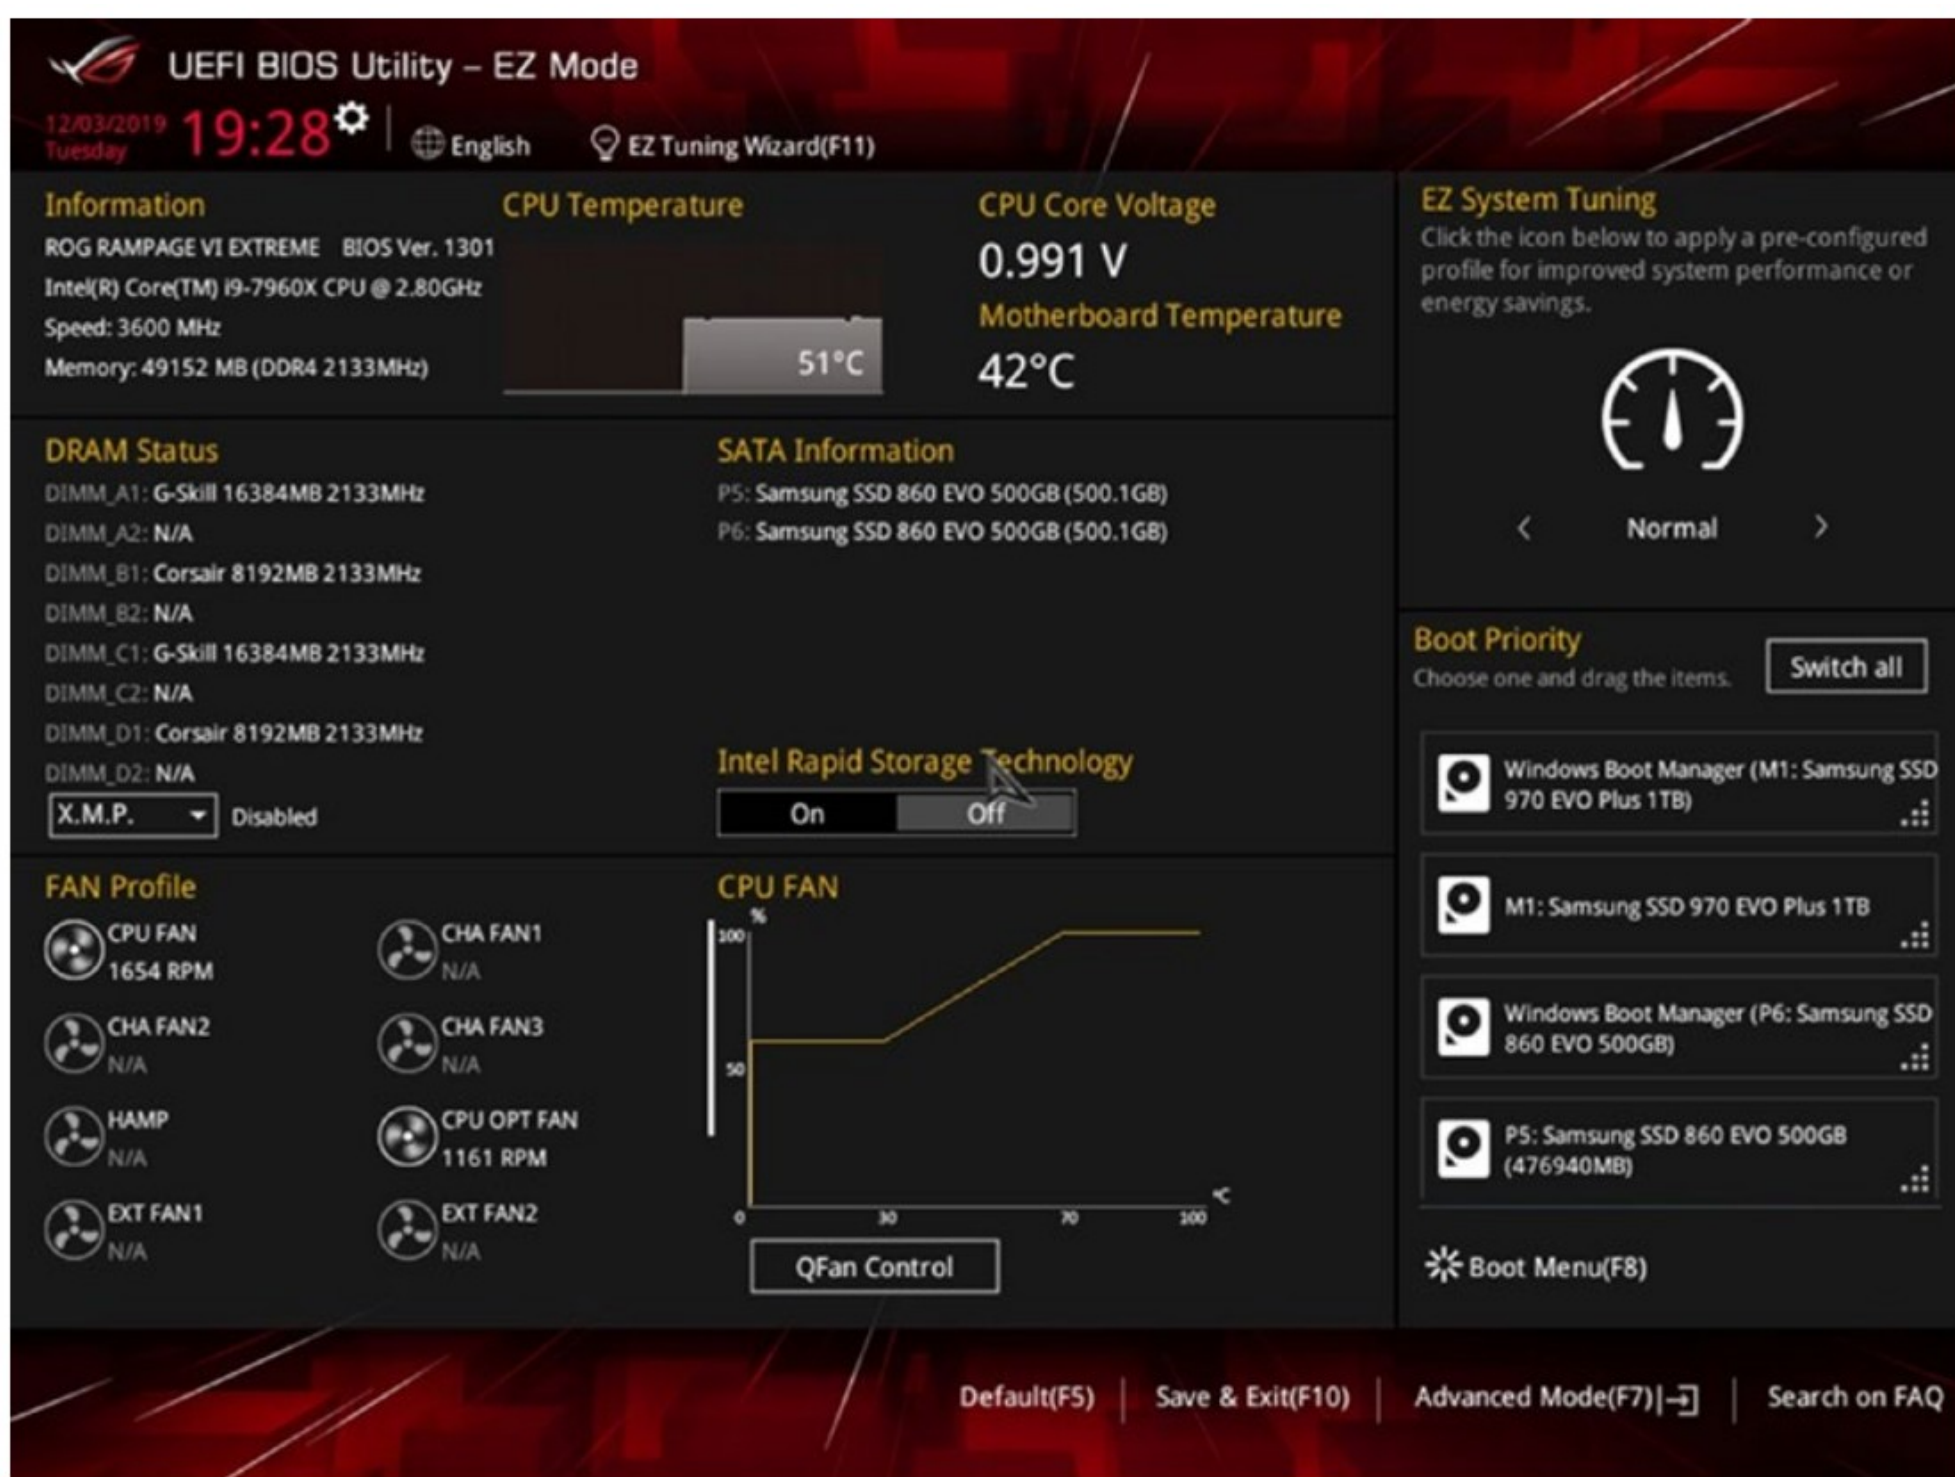 UEFI BIOS Utility – EZ Mode
12/03/2019
Tuesday
19:28
English
EZ Tuning Wizard(F11)
Information
ROG RAMPAGE VI EXTREME BIOS Ver. 1301
Intel(R) Core(TM) i9-7960X CPU @ 2.80GHz
Speed: 3600 MHz
Memory: 49152 MB (DDR4 2133MHz)
CPU Temperature
51°C
CPU Core Voltage
0.991 V
Motherboard Temperature
42°C
EZ System Tuning
Click the icon below to apply a pre-configured
profile for improved system performance or
energy savings.
Normal
DRAM Status
DIMM_A1: G-Skill 16384MB 2133MHz
DIMM_A2: N/A
DIMM_B1: Corsair 8192MB 2133MHz
DIMM_B2: N/A
DIMM_C1: G-Skill 16384MB 2133MHz
DIMM_C2: N/A
DIMM_D1: Corsair 8192MB 2133MHz
DIMM_D2: N/A
X.M.P. Disabled
SATA Information
P5: Samsung SSD 860 EVO 500GB (500.1GB)
P6: Samsung SSD 860 EVO 500GB (500.1GB)
Intel Rapid Storage Technology
On Off
Boot Priority
Choose one and drag the items.
Switch all
Windows Boot Manager (M1: Samsung SSD
970 EVO Plus 1TB)
M1: Samsung SSD 970 EVO Plus 1TB
Windows Boot Manager (P6: Samsung SSD
860 EVO 500GB)
P5: Samsung SSD 860 EVO 500GB
(476940MB)
Boot Menu(F8)
FAN Profile
CPU FAN
1654 RPM
CHA FAN1
N/A
CHA FAN2
N/A
CHA FAN3
N/A
HAMP
N/A
CPU OPT FAN
1161 RPM
EXT FAN1
N/A
EXT FAN2
N/A
CPU FAN
%
100
50
°C
0 30 70 100
QFan Control
Default(F5)
Save & Exit(F10)
Advanced Mode(F7)
Search on FAQ